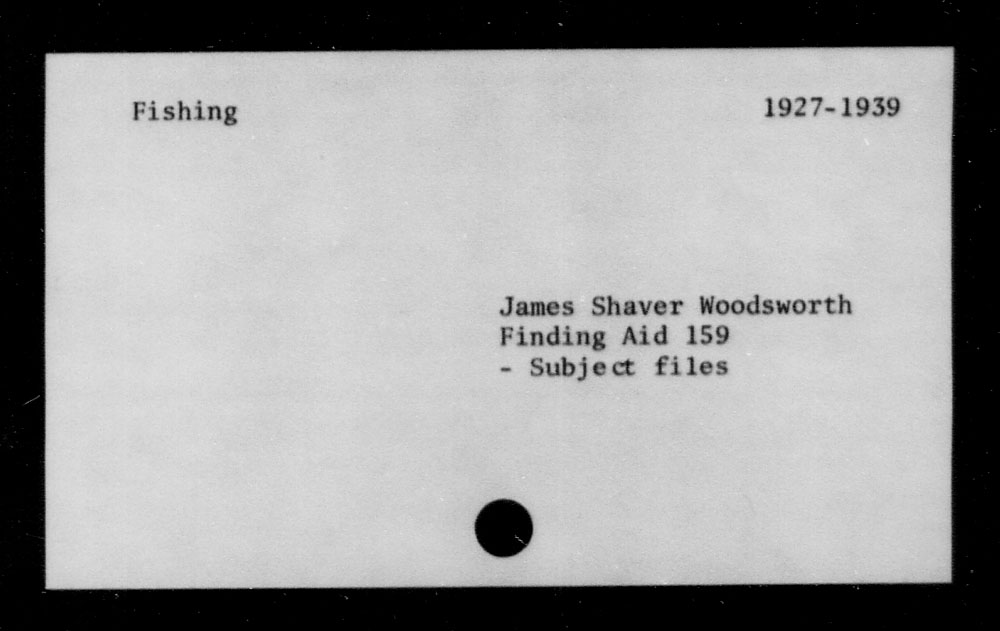 Fishing 1927-1939
James Shaver Woodsworth
Finding Aid 159
- Subject files